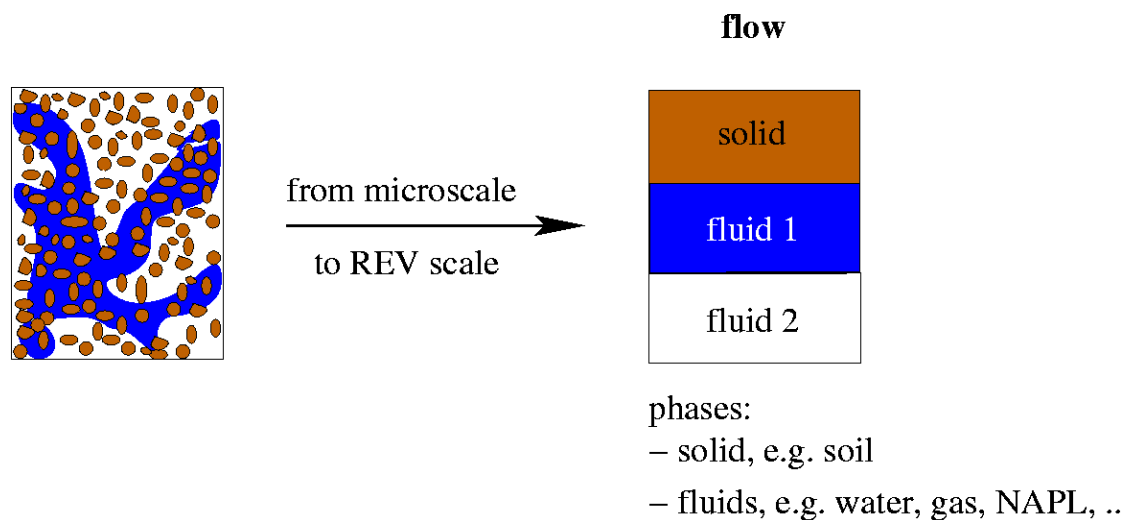 flow
solid
from microscale
fluid 1
to REV scale
fluid 2
phases:
– solid, e.g. soil
– fluids, e.g. water, gas, NAPL, ..